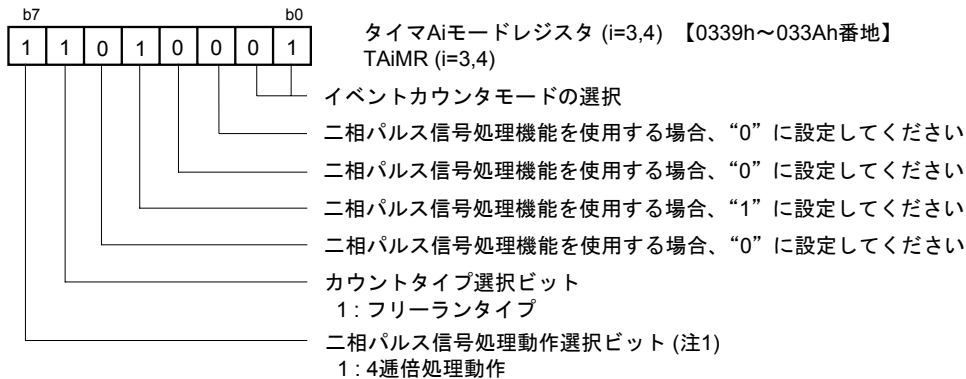 b7 b0
1 1 0 1 0 0 0 1
タイマAiモードレジスタ (i=3,4) 【0339h～033Ah番地】
TAiMR (i=3,4)
イベントカウンタモードの選択
二相パルス信号処理機能を使用する場合、“0”に設定してください
二相パルス信号処理機能を使用する場合、“0”に設定してください
二相パルス信号処理機能を使用する場合、“1”に設定してください
二相パルス信号処理機能を使用する場合、“0”に設定してください
カウントタイプ選択ビット
1 : フリーランタイプ
二相パルス信号処理動作選択ビット (注1)
1 : 4逓倍処理動作